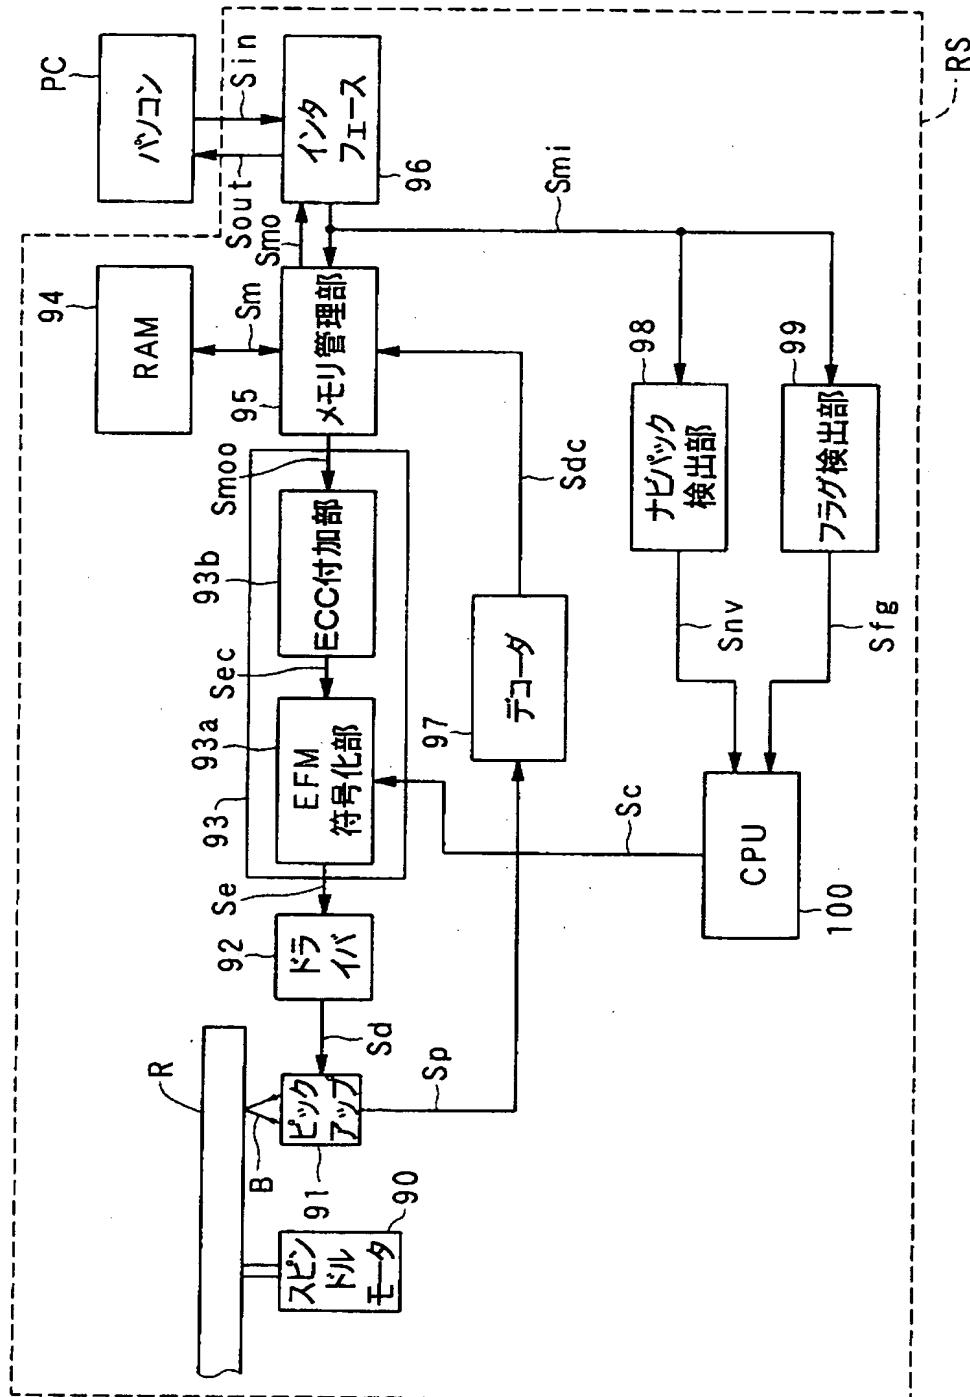 PC
パソコン
Sin
Sout
インタ
フェース
96
Smo
Smi
RS
94
RAM
Sm
メモリ管理部
95
Smoo
98
ナビパック
検出部
99
フラグ検出部
Sdc
93b
ECC付加部
Sec
93a
EFM
符号化部
93
97
デコーダ
Snv
Sfg
Se
92
ドラ
イバ
Sc
CPU
100
Sd
Sp
R
B
ピック
アップ
91
スピン
ドル
モータ
90